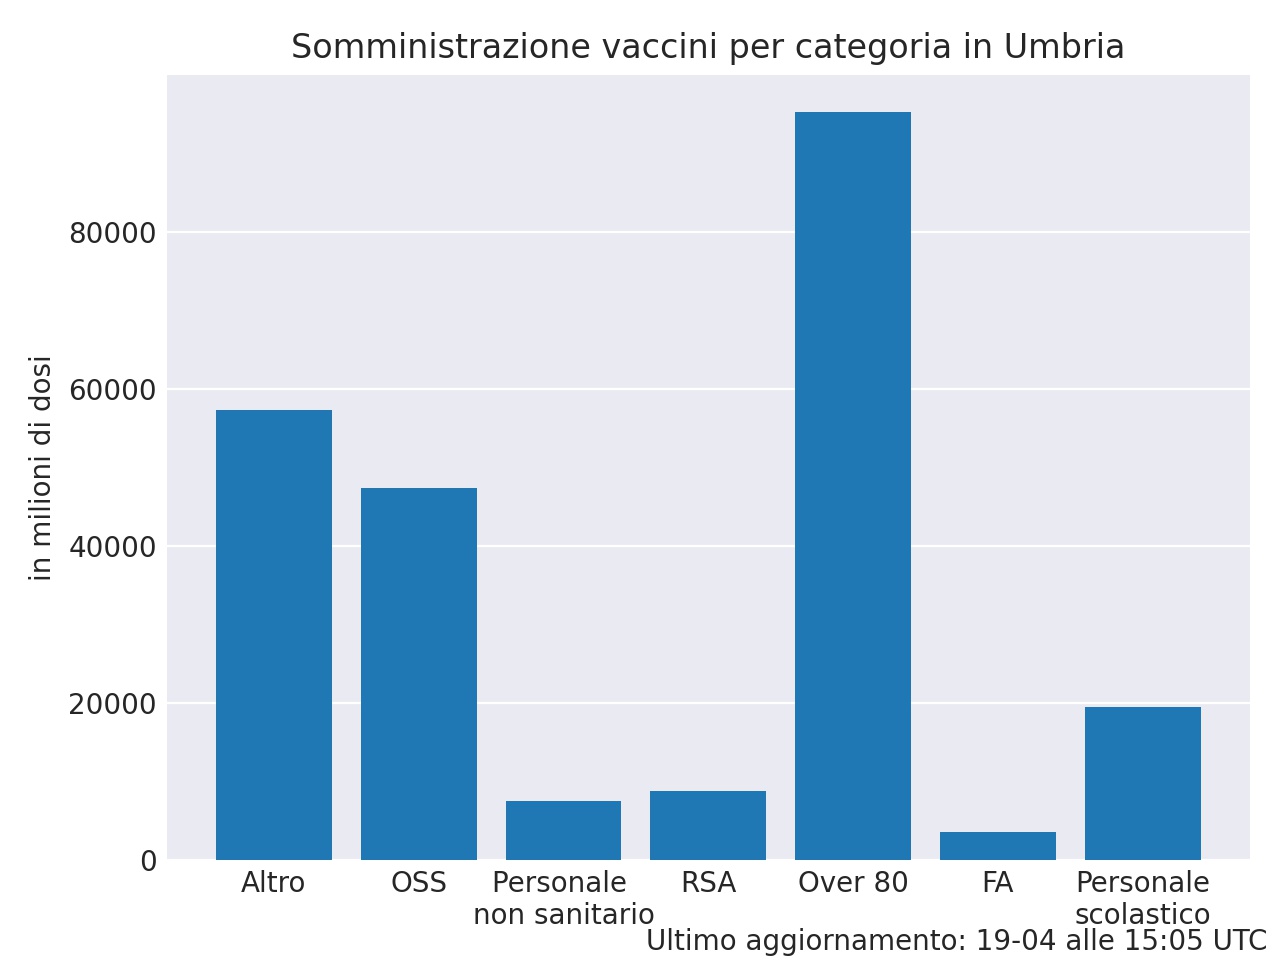 Somministrazione vaccini per categoria in Umbria
in milioni di dosi
80000
60000
40000
20000
0
Altro
OSS
Personale
non sanitario
RSA
Over 80
FA
Personale
scolastico
Ultimo aggiornamento: 19-04 alle 15:05 UTC